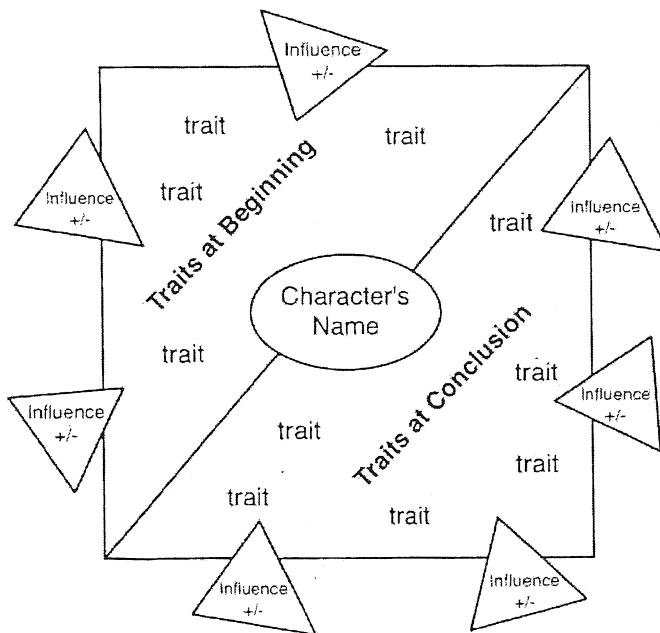 Influence
+/-
trait
trait
Influence
+/-
trait
Traits at Beginning
influence
+/-
trait
Character's
Name
trait
Influence
+/-
trait
Influence
+/-
Traits at Conclusion
trait
trait
trait
trait
Influence
+/-
Influence
+/-